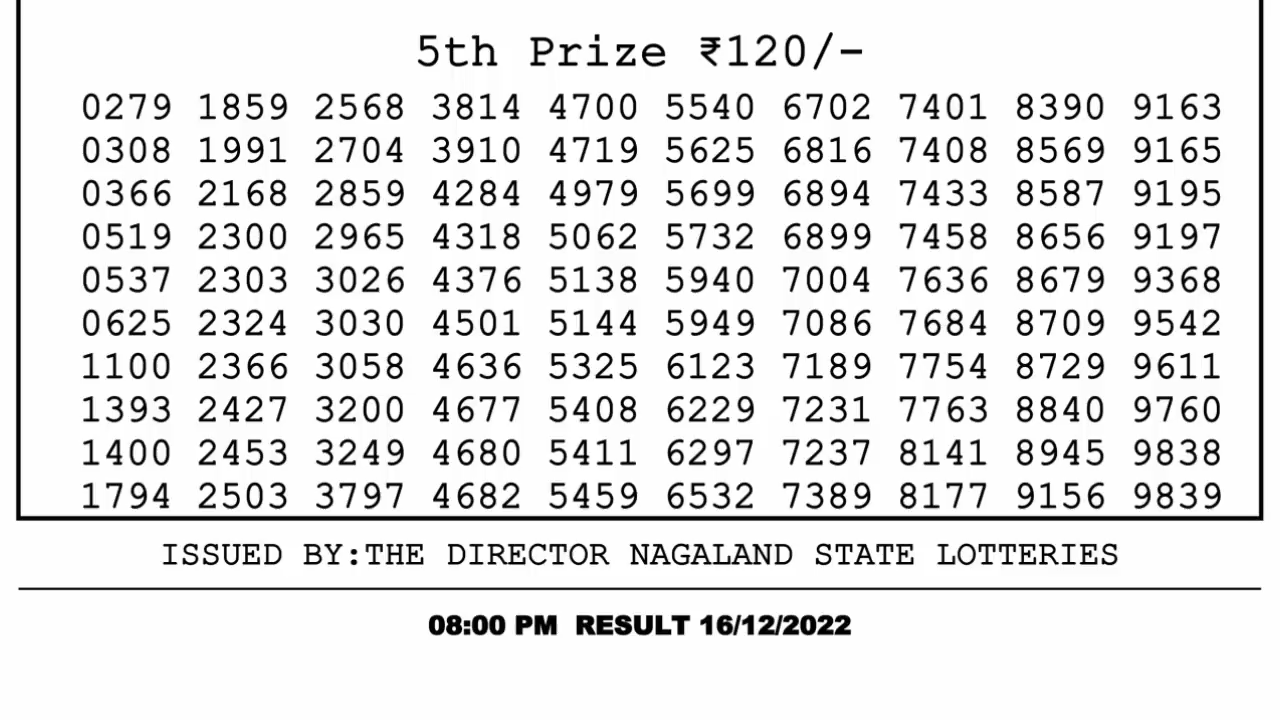 5th Prize ₹120/-
0279 1859 2568 3814 4700 5540 6702 7401 8390 9163
0308 1991 2704 3910 4719 5625 6816 7408 8569 9165
0366 2168 2859 4284 4979 5699 6894 7433 8587 9195
0519 2300 2965 4318 5062 5732 6899 7458 8656 9197
0537 2303 3026 4376 5138 5940 7004 7636 8679 9368
0625 2324 3030 4501 5144 5949 7086 7684 8709 9542
1100 2366 3058 4636 5325 6123 7189 7754 8729 9611
1393 2427 3200 4677 5408 6229 7231 7763 8840 9760
1400 2453 3249 4680 5411 6297 7237 8141 8945 9838
1794 2503 3797 4682 5459 6532 7389 8177 9156 9839
ISSUED BY:THE DIRECTOR NAGALAND STATE LOTTERIES
08:00 PM RESULT 16/12/2022